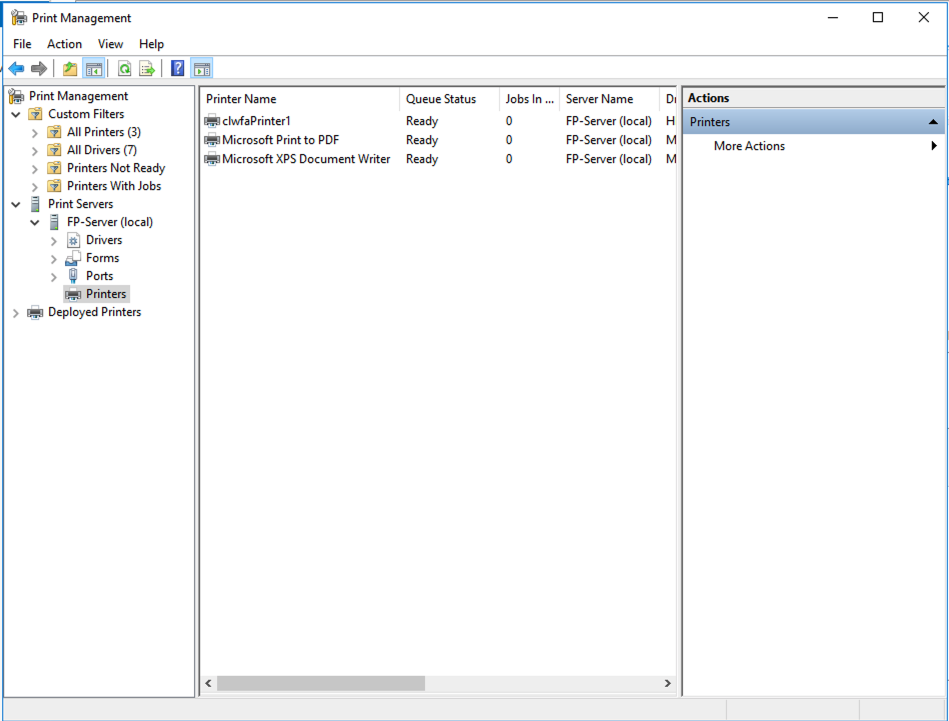 Print Management
File Action View Help
Print Management
Custom Filters
All Printers (3)
All Drivers (7)
Printers Not Ready
Printers With Jobs
Print Servers
FP-Server (local)
Drivers
Forms
Ports
Printers
Deployed Printers
Printer Name Queue Status Jobs In ... Server Name Dr
clwfaPrinter1 Ready 0 FP-Server (local) H
Microsoft Print to PDF Ready 0 FP-Server (local) M
Microsoft XPS Document Writer Ready 0 FP-Server (local) M
Actions
Printers
More Actions